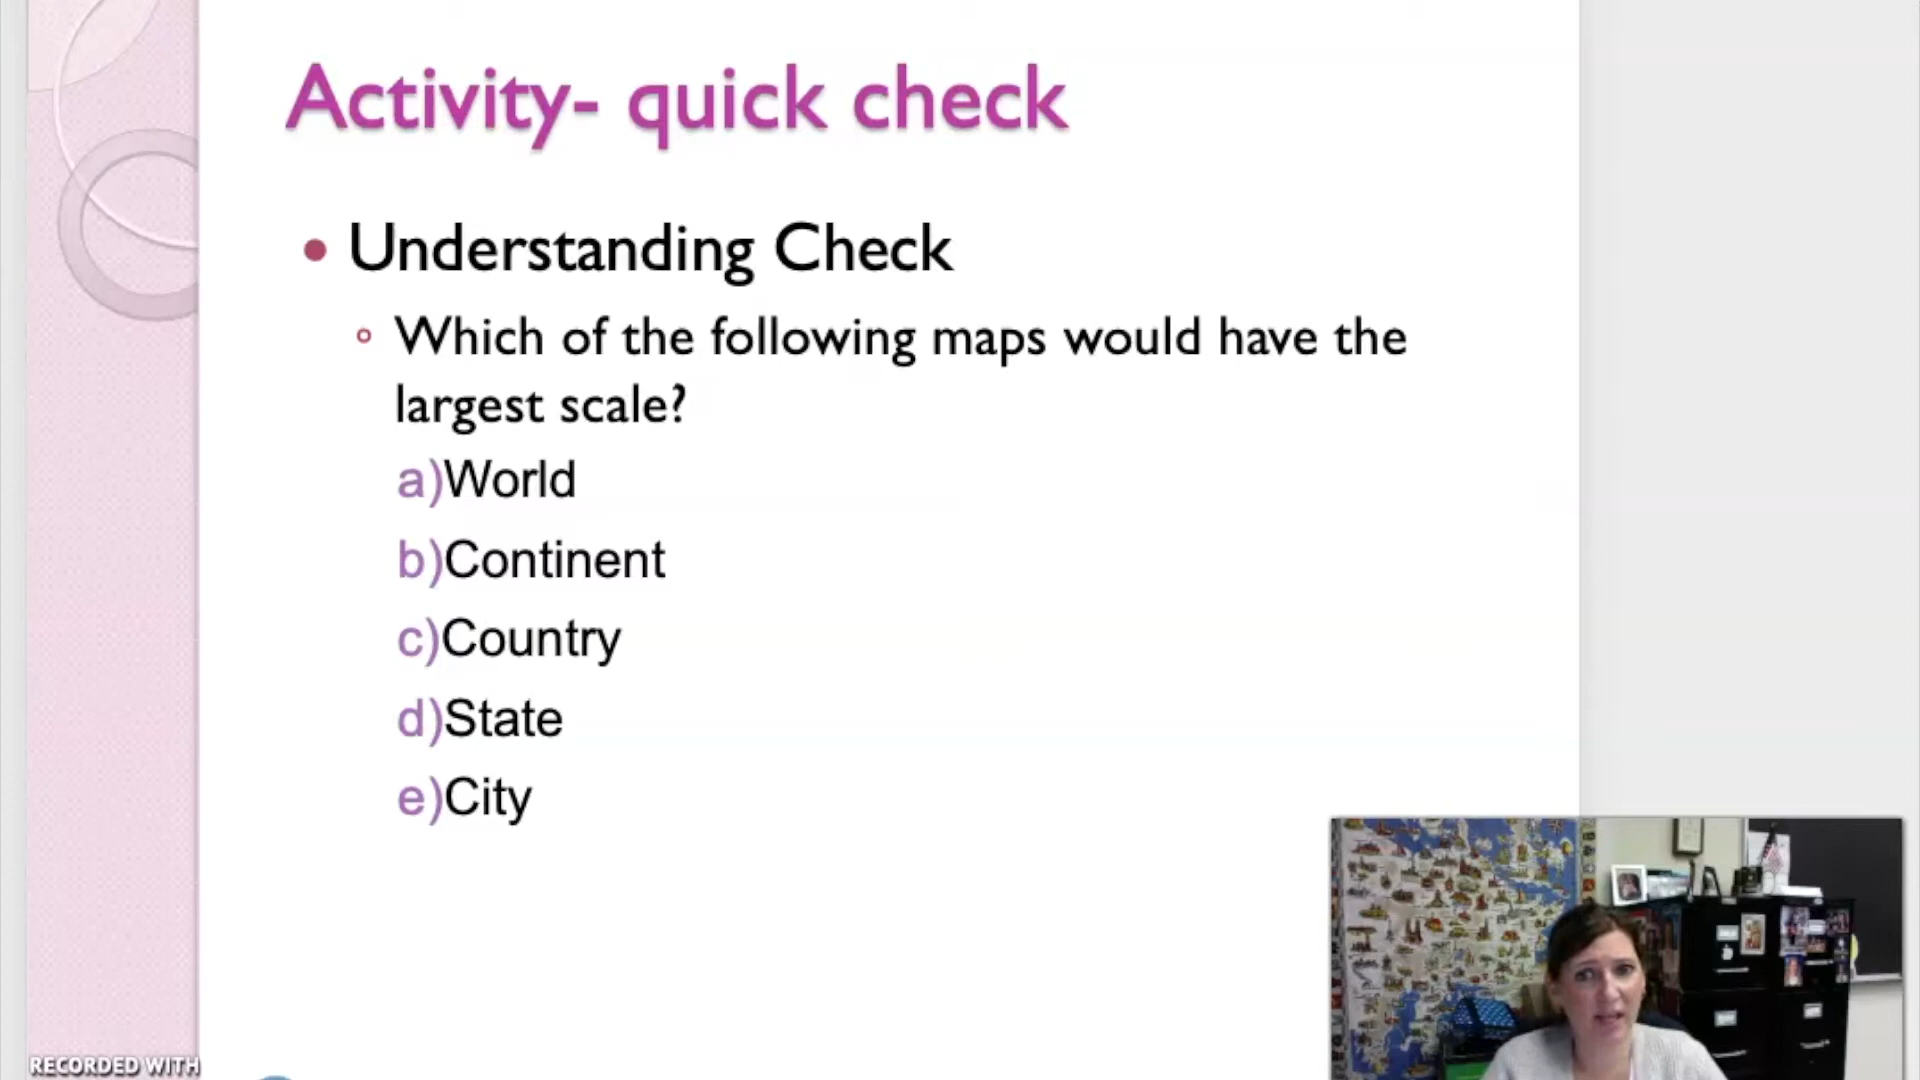 Activity- quick check
Understanding Check
Which of the following maps would have the
largest scale?
a)World
b)Continent
c)Country
d)State
e)City
RECORDED WITH